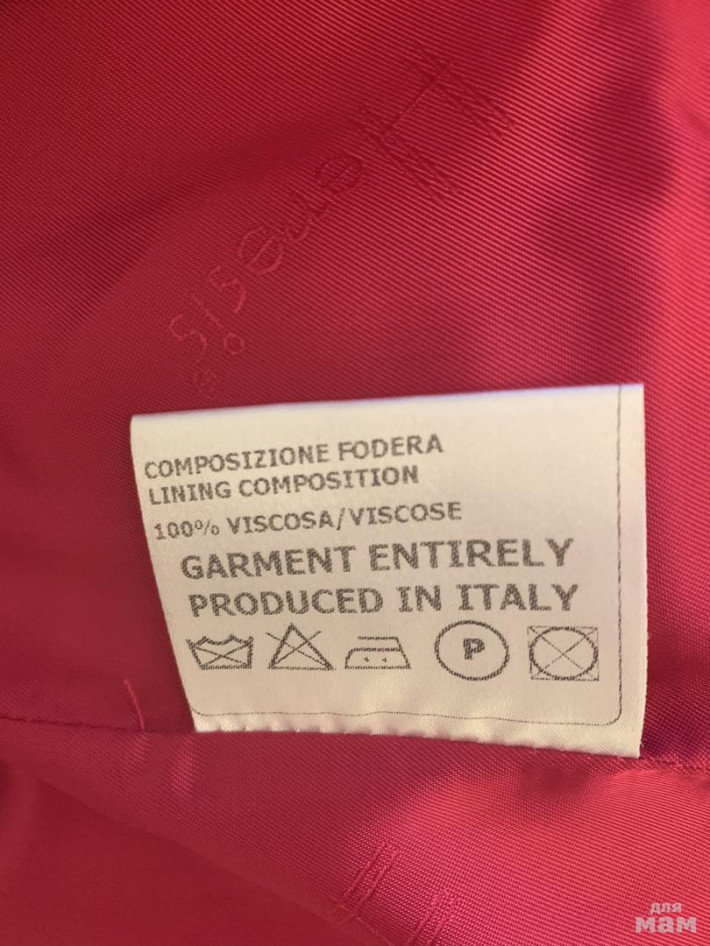 COMPOSIZIONE FODERA
LINING COMPOSITION
100% VISCOSA/VISCOSE
GARMENT ENTIRELY
PRODUCED IN ITALY
P
для
мам